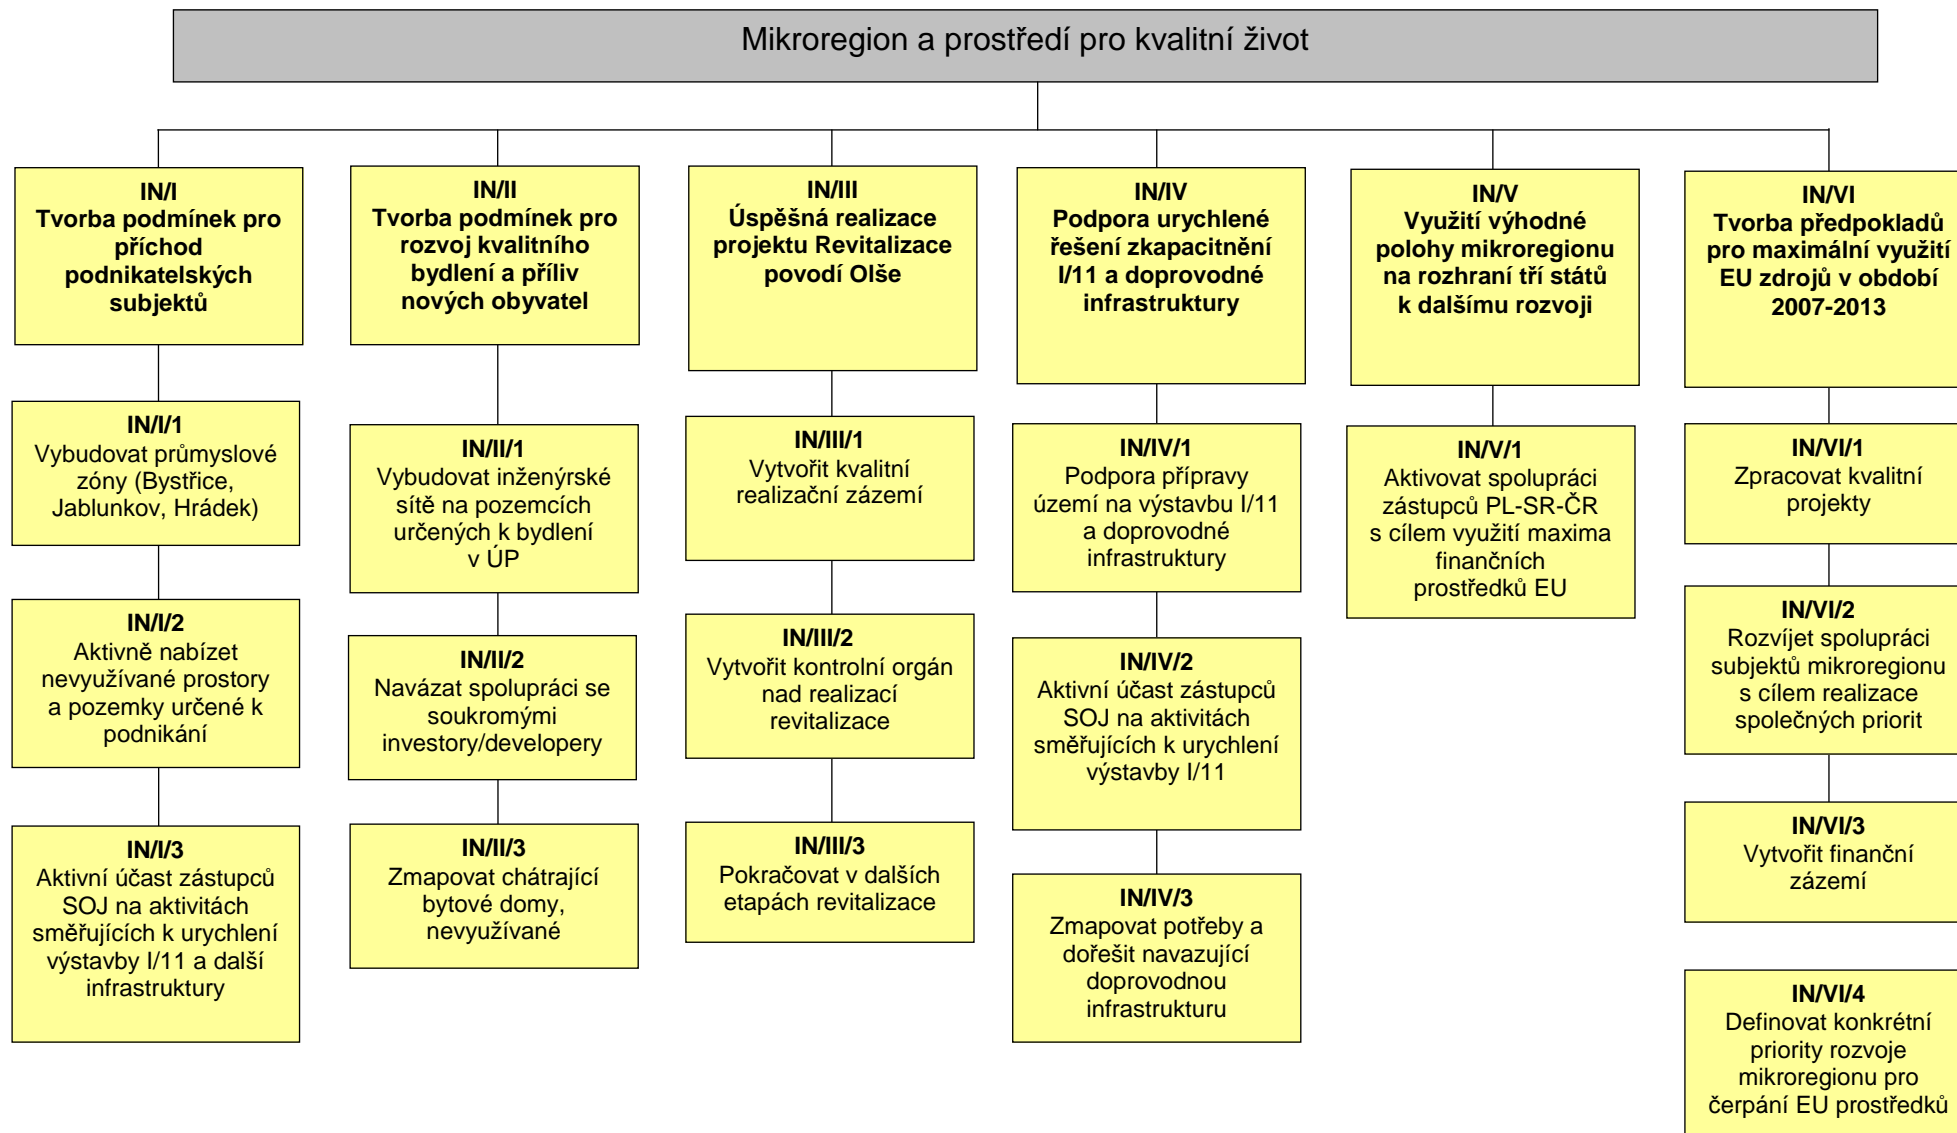 Mikroregion a prostředí pro kvalitní život
IN/I
Tvorba podmínek pro
příchod
podnikatelských
subjektů
IN/I/1
Vybudovat průmyslové
zóny (Bystřice,
Jablunkov, Hrádek)
IN/I/2
Aktivně nabízet
nevyužívané prostory
a pozemky určené k
podnikání
IN/I/3
Aktivní účast zástupců
SOJ na aktivitách
směřujících k urychlení
výstavby I/11 a další
infrastruktury
IN/II
Tvorba podmínek pro
rozvoj kvalitního
bydlení a příliv
nových obyvatel
IN/II/1
Vybudovat inženýrské
sítě na pozemcích
určených k bydlení
v ÚP
IN/II/2
Navázat spolupráci se
soukromými
investory/developery
IN/II/3
Zmapovat chátrající
bytové domy,
nevyužívané
IN/III
Úspěšná realizace
projektu Revitalizace
povodí Olše
IN/III/1
Vytvořit kvalitní
realizační zázemí
IN/III/2
Vytvořit kontrolní orgán
nad realizací
revitalizace
IN/III/3
Pokračovat v dalších
etapách revitalizace
IN/IV
Podpora urychlené
řešení zkapacitnění
I/11 a doprovodné
infrastruktury
IN/IV/1
Podpora přípravy
území na výstavbu I/11
a doprovodné
infrastruktury
IN/IV/2
Aktivní účast zástupců
SOJ na aktivitách
směřujících k urychlení
výstavby I/11
IN/IV/3
Zmapovat potřeby a
dořešit navazující
doprovodnou
infrastrukturu
IN/V
Využití výhodné
polohy mikroregionu
na rozhraní tří států
k dalšímu rozvoji
IN/V/1
Aktivovat spolupráci
zástupců PL-SR-ČR
s cílem využití maxima
finančních
prostředků EU
IN/VI
Tvorba předpokladů
pro maximální využití
EU zdrojů v období
2007-2013
IN/VI/1
Zpracovat kvalitní
projekty
IN/VI/2
Rozvíjet spolupráci
subjektů mikroregionu
s cílem realizace
společných priorit
IN/VI/3
Vytvořit finanční
zázemí
IN/VI/4
Definovat konkrétní
priority rozvoje
mikroregionu pro
čerpání EU prostředků